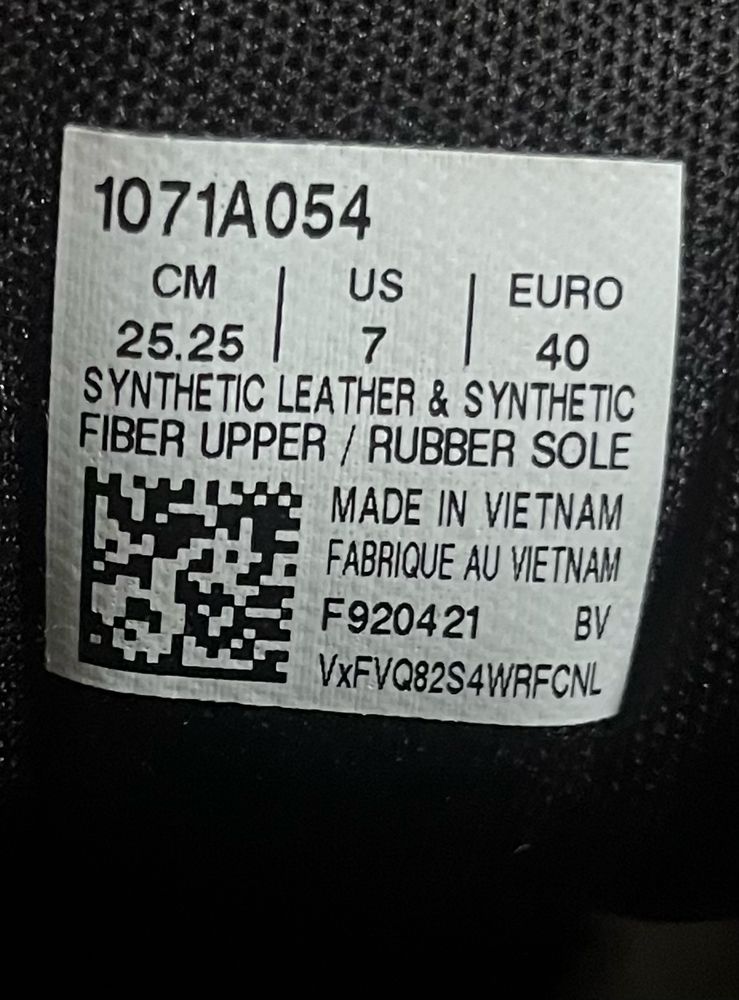 1071A054
CM | US | EURO
25.25 | 7 | 40
SYNTHETIC LEATHER & SYNTHETIC
FIBER UPPER / RUBBER SOLE
MADE IN VIETNAM
FABRIQUE AU VIETNAM
F920421 BV
VxFVQ82S4WRFCNL